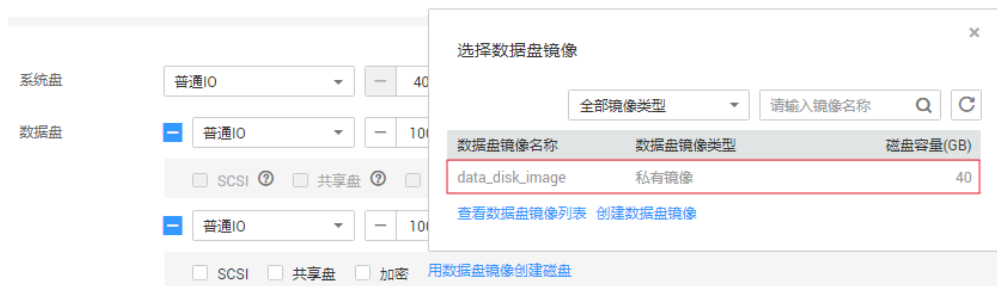 选择数据盘镜像
系统盘 普通IO 40
全部镜像类型 请输入镜像名称
数据盘 普通IO 100
数据盘镜像名称 数据盘镜像类型 磁盘容量(GB)
SCSI 共享盘
data_disk_image 私有镜像 40
查看数据盘镜像列表 创建数据盘镜像
普通IO 100
SCSI 共享盘 加密 用数据盘镜像创建磁盘